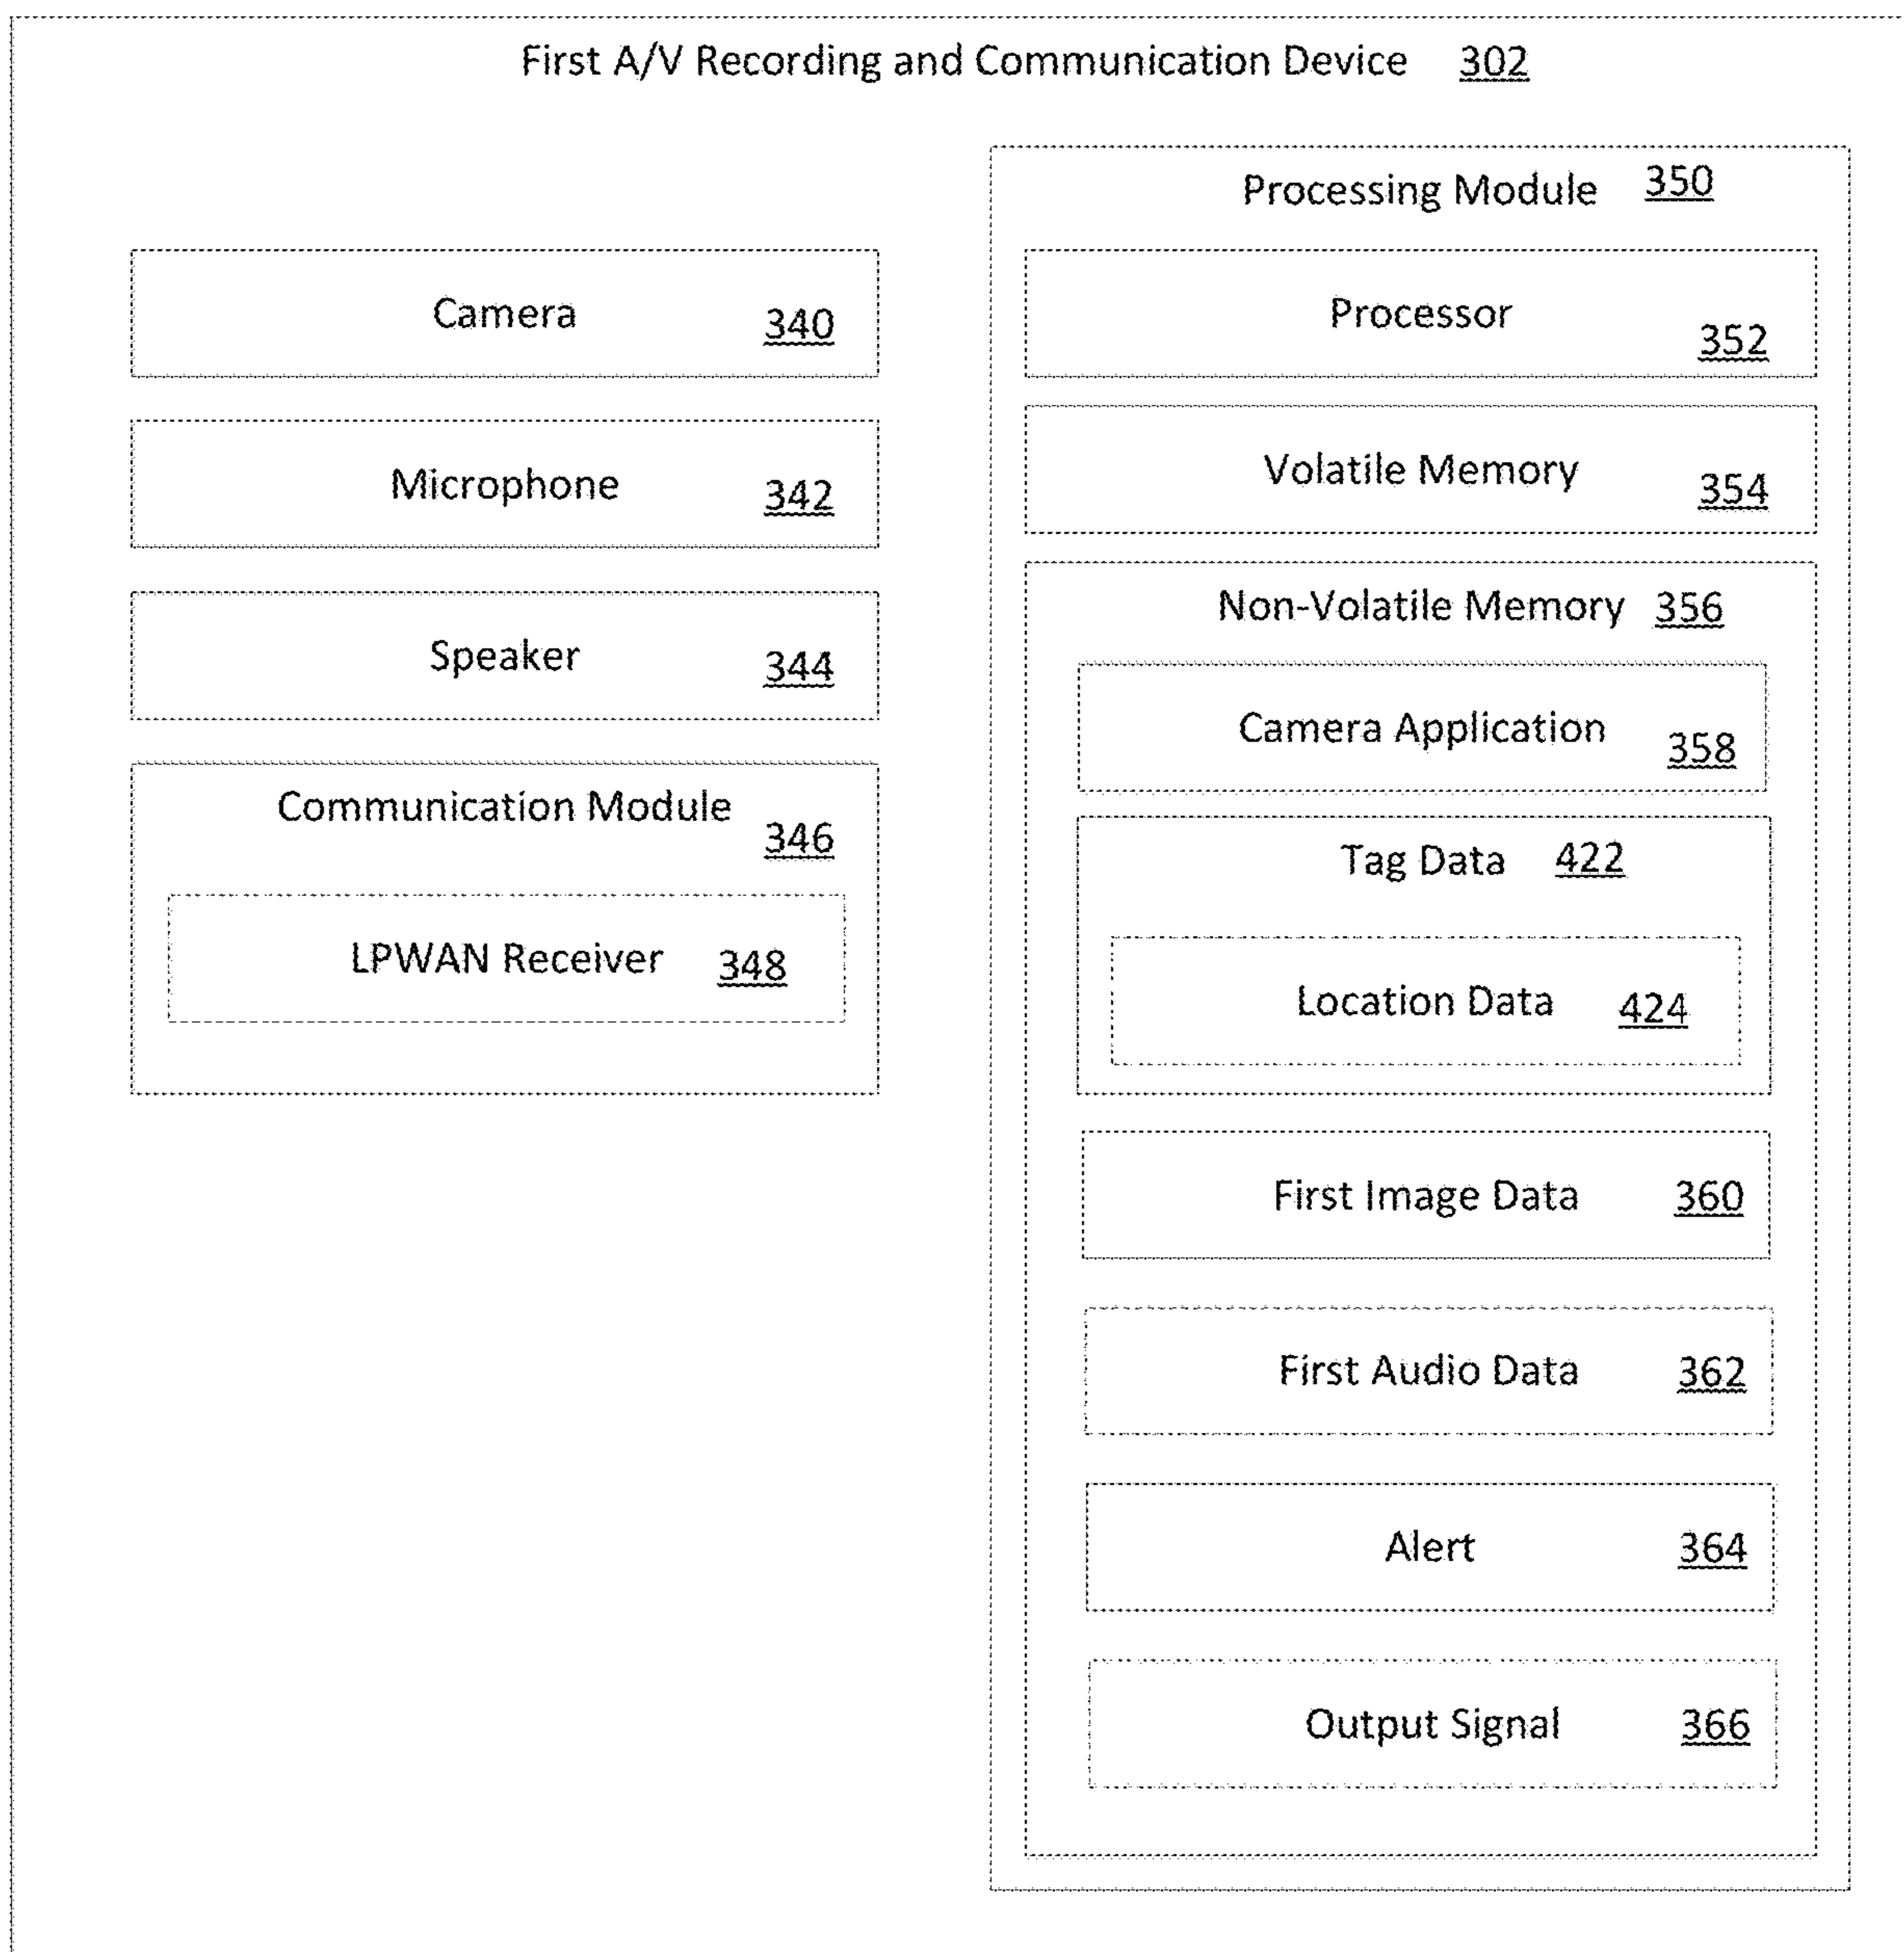 First A/V Recording and Communication Device 302
Camera 340
Microphone 342
Speaker 344
Communication Module 346
LPWAN Receiver 348
Processing Module 350
Processor 352
Volatile Memory 354
Non-Volatile Memory 356
Camera Application 358
Tag Data 422
Location Data 424
First Image Data 360
First Audio Data 362
Alert 364
Output Signal 366